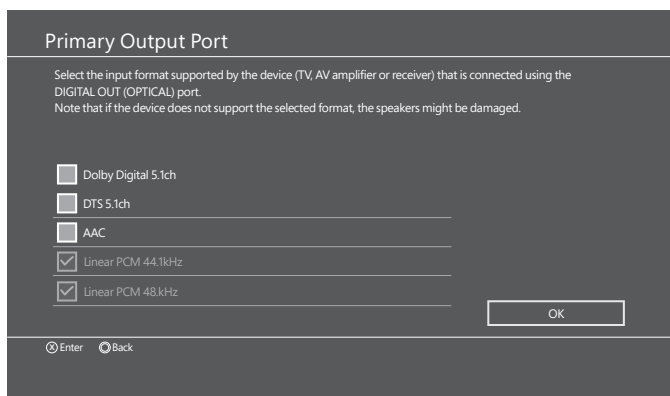 Primary Output Port
Select the input format supported by the device (TV, AV amplifier or receiver) that is connected using the
DIGITAL OUT (OPTICAL) port.
Note that if the device does not support the selected format, the speakers might be damaged.
Dolby Digital 5.1ch
DTS 5.1ch
AAC
Linear PCM 44.1kHz
Linear PCM 48.kHz
OK
Ⓧ Enter ◯ Back